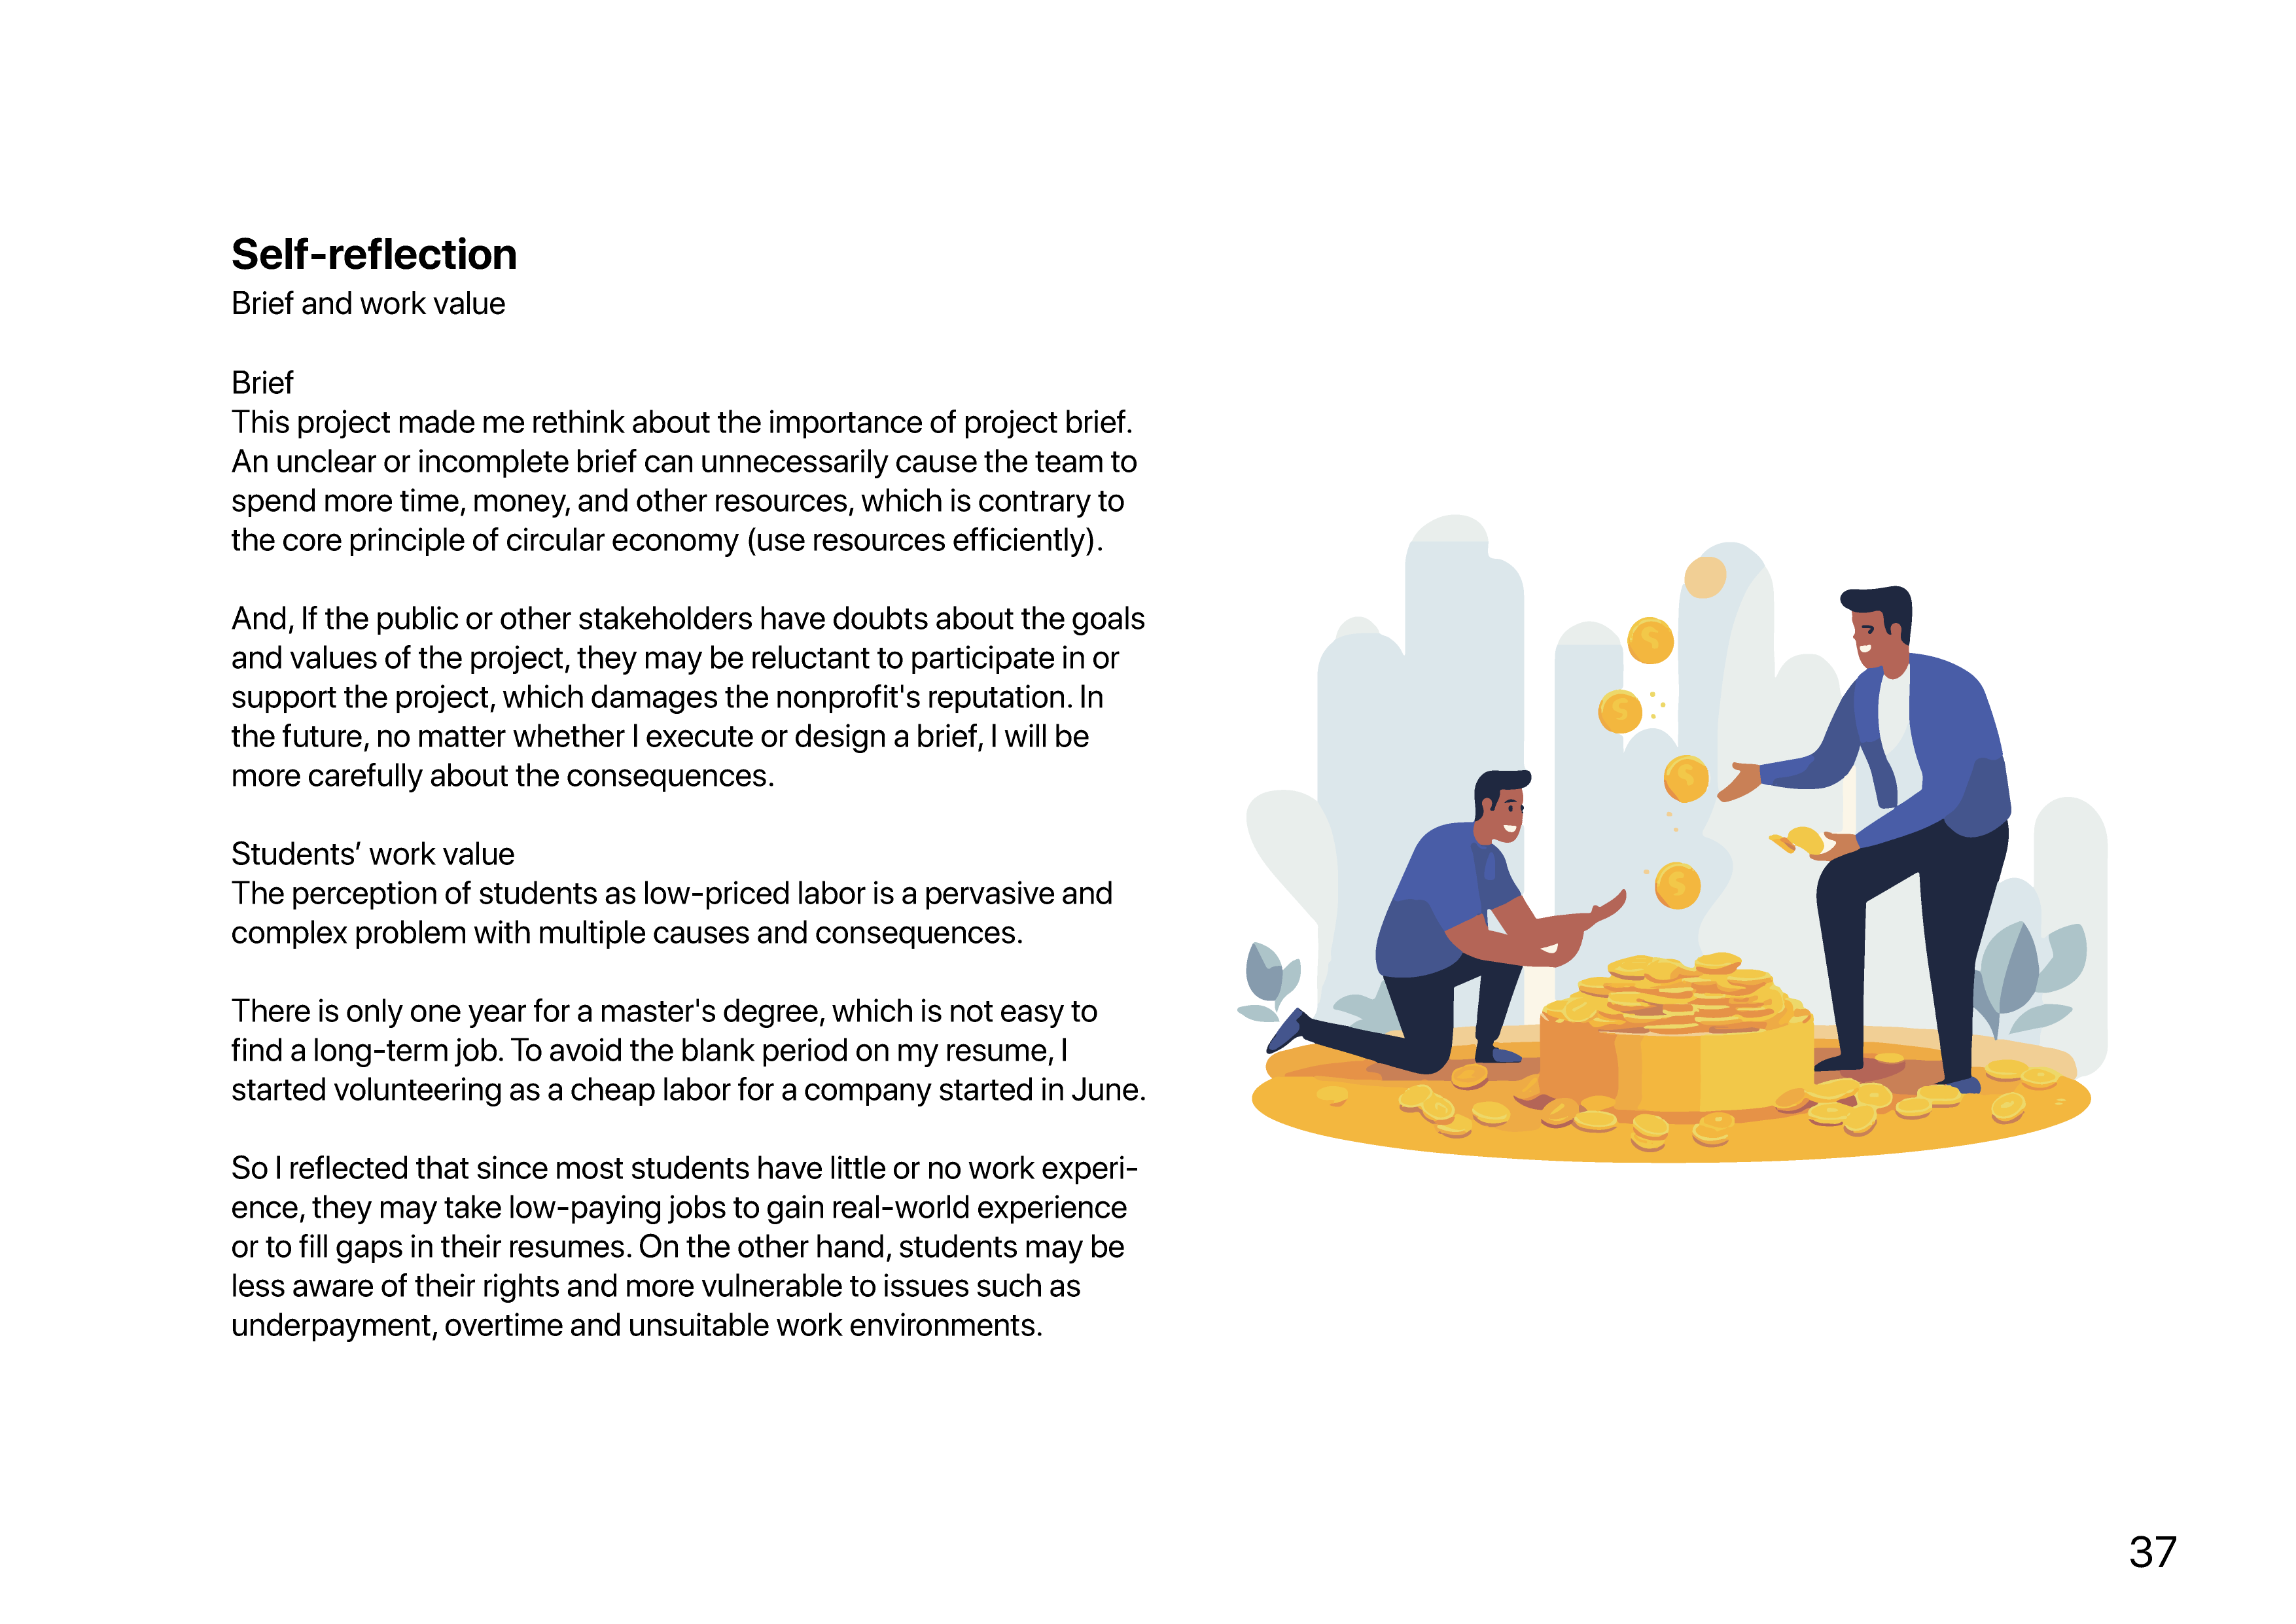 Self-reflection
Brief and work value
Brief
This project made me rethink about the importance of project brief.
An unclear or incomplete brief can unnecessarily cause the team to
spend more time, money, and other resources, which is contrary to
the core principle of circular economy (use resources efficiently).
And, If the public or other stakeholders have doubts about the goals
and values of the project, they may be reluctant to participate in or
support the project, which damages the nonprofit's reputation. In
the future, no matter whether I execute or design a brief, I will be
more carefully about the consequences.
Students’ work value
The perception of students as low-priced labor is a pervasive and
complex problem with multiple causes and consequences.
There is only one year for a master's degree, which is not easy to
find a long-term job. To avoid the blank period on my resume, I
started volunteering as a cheap labor for a company started in June.
So I reflected that since most students have little or no work experi-
ence, they may take low-paying jobs to gain real-world experience
or to fill gaps in their resumes. On the other hand, students may be
less aware of their rights and more vulnerable to issues such as
underpayment, overtime and unsuitable work environments.
37